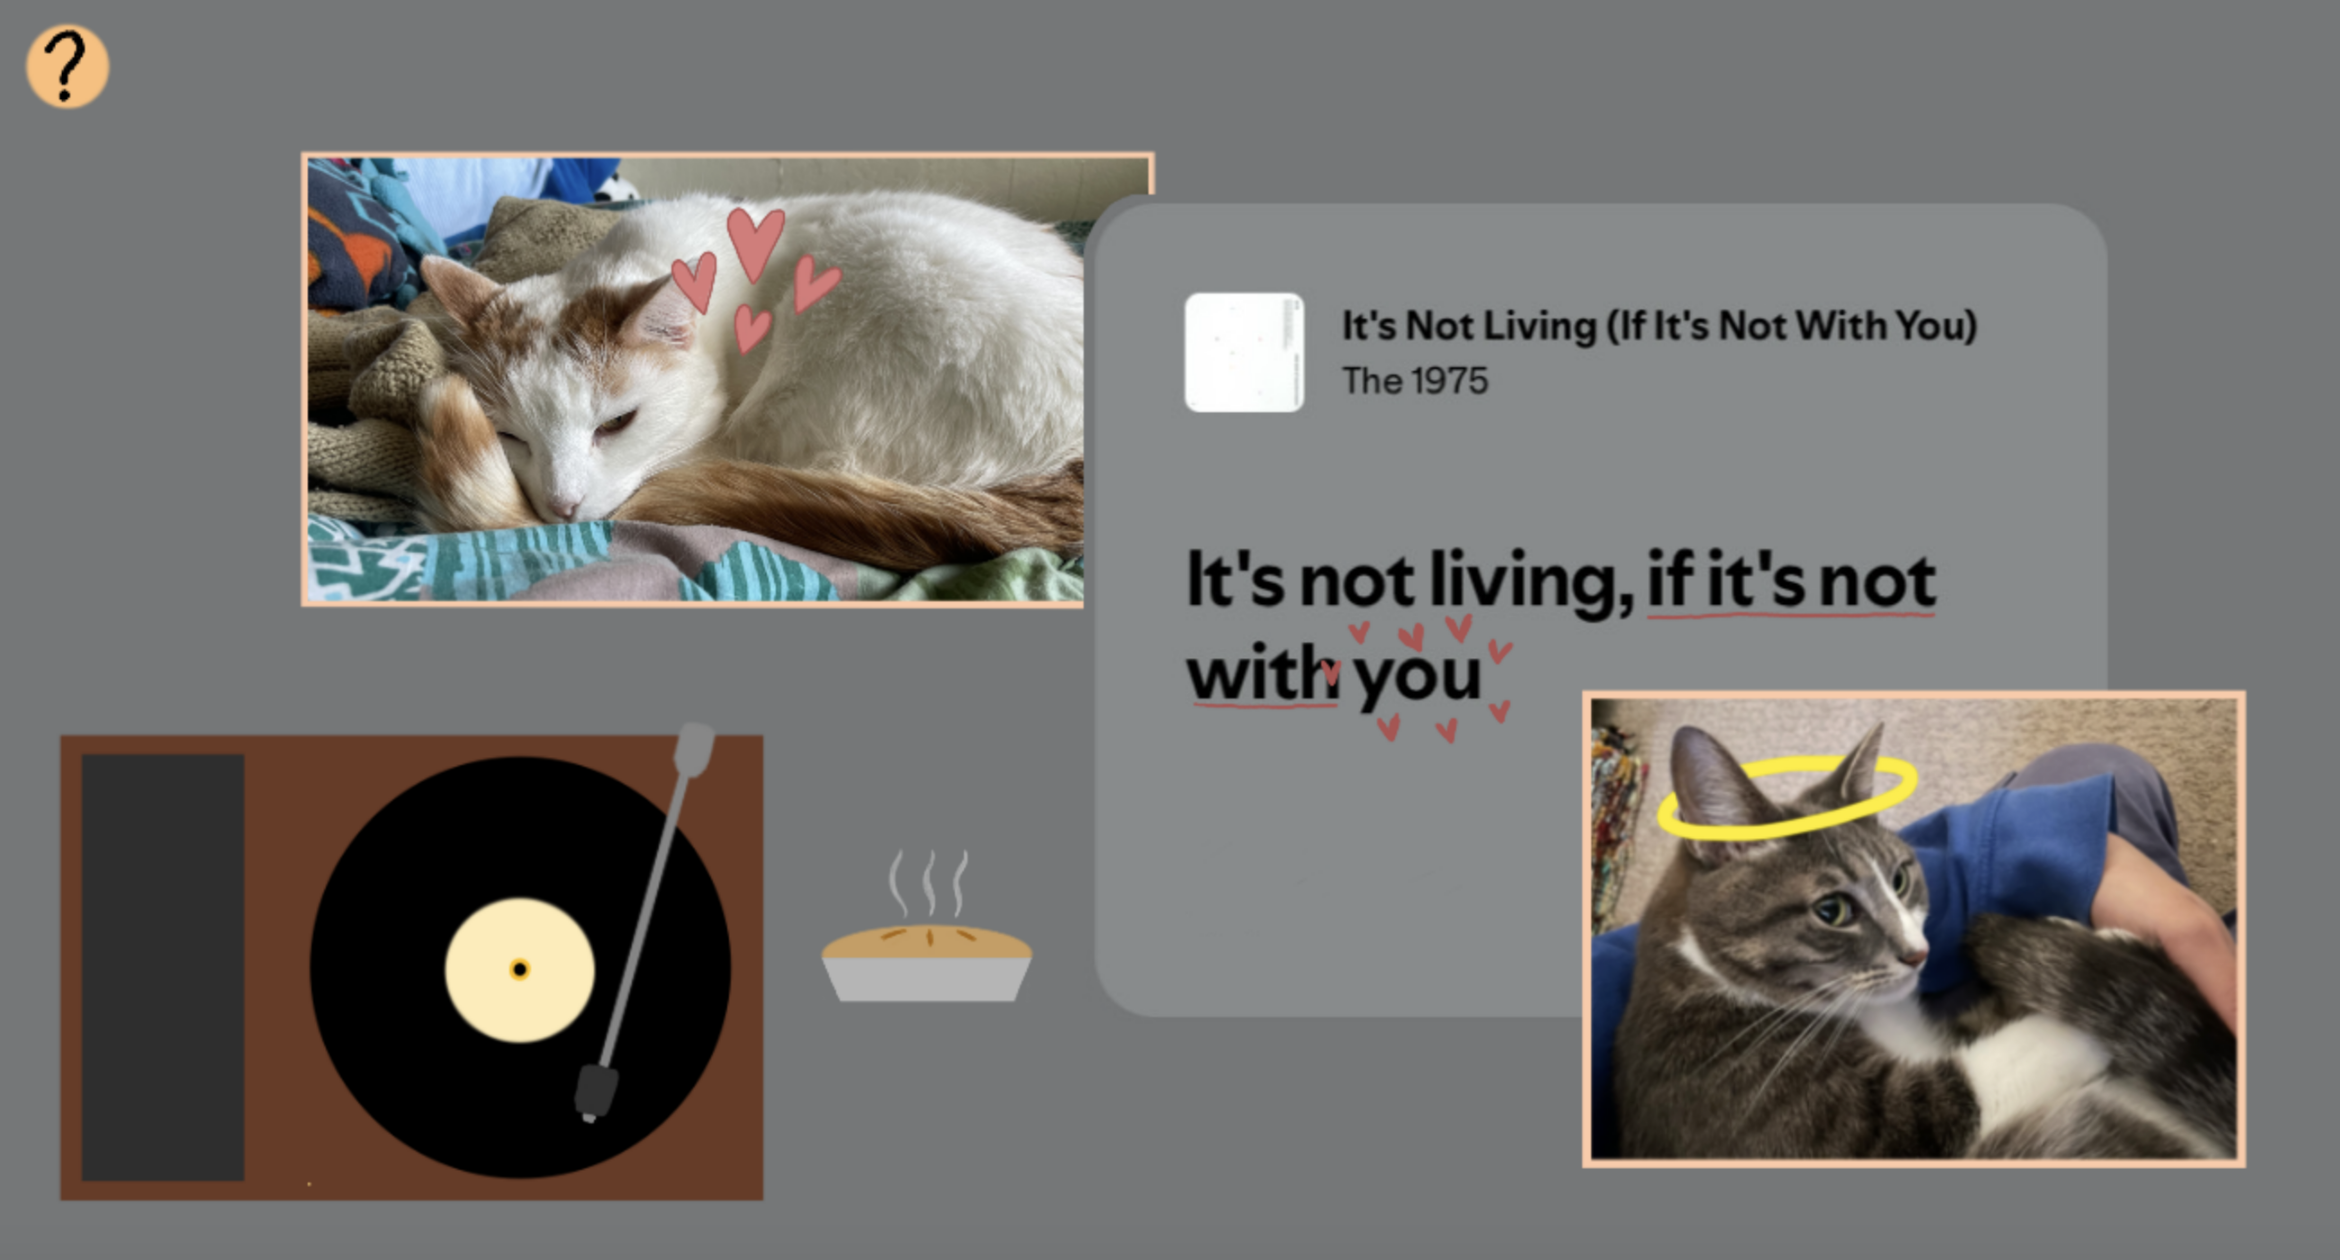 ?
It's Not Living (If It's Not With You)
The 1975
It's not living, if it's not
with you